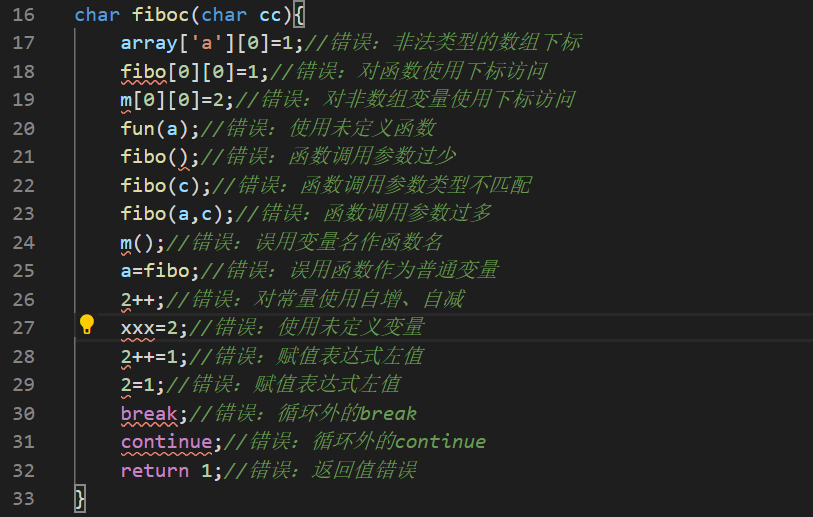 16 char fiboc(char cc){
17 array['a'][0]=1;//错误：非法类型的数组下标
18 fibo[0][0]=1;//错误：对函数使用下标访问
19 m[0][0]=2;//错误：对非数组变量使用下标访问
20 fun(a);//错误：使用未定义函数
21 fibo();//错误：函数调用参数过少
22 fibo(c);//错误：函数调用参数类型不匹配
23 fibo(a,c);//错误：函数调用参数过多
24 m();//错误：误用变量名作函数名
25 a=fibo;//错误：误用函数作为普通变量
26 2++;//错误：对常量使用自增、自减
27 xxx=2;//错误：使用未定义变量
28 2++=1;//错误：赋值表达式左值
29 2=1;//错误：赋值表达式左值
30 break;//错误：循环外的break
31 continue;//错误：循环外的continue
32 return 1;//错误：返回值错误
33 }